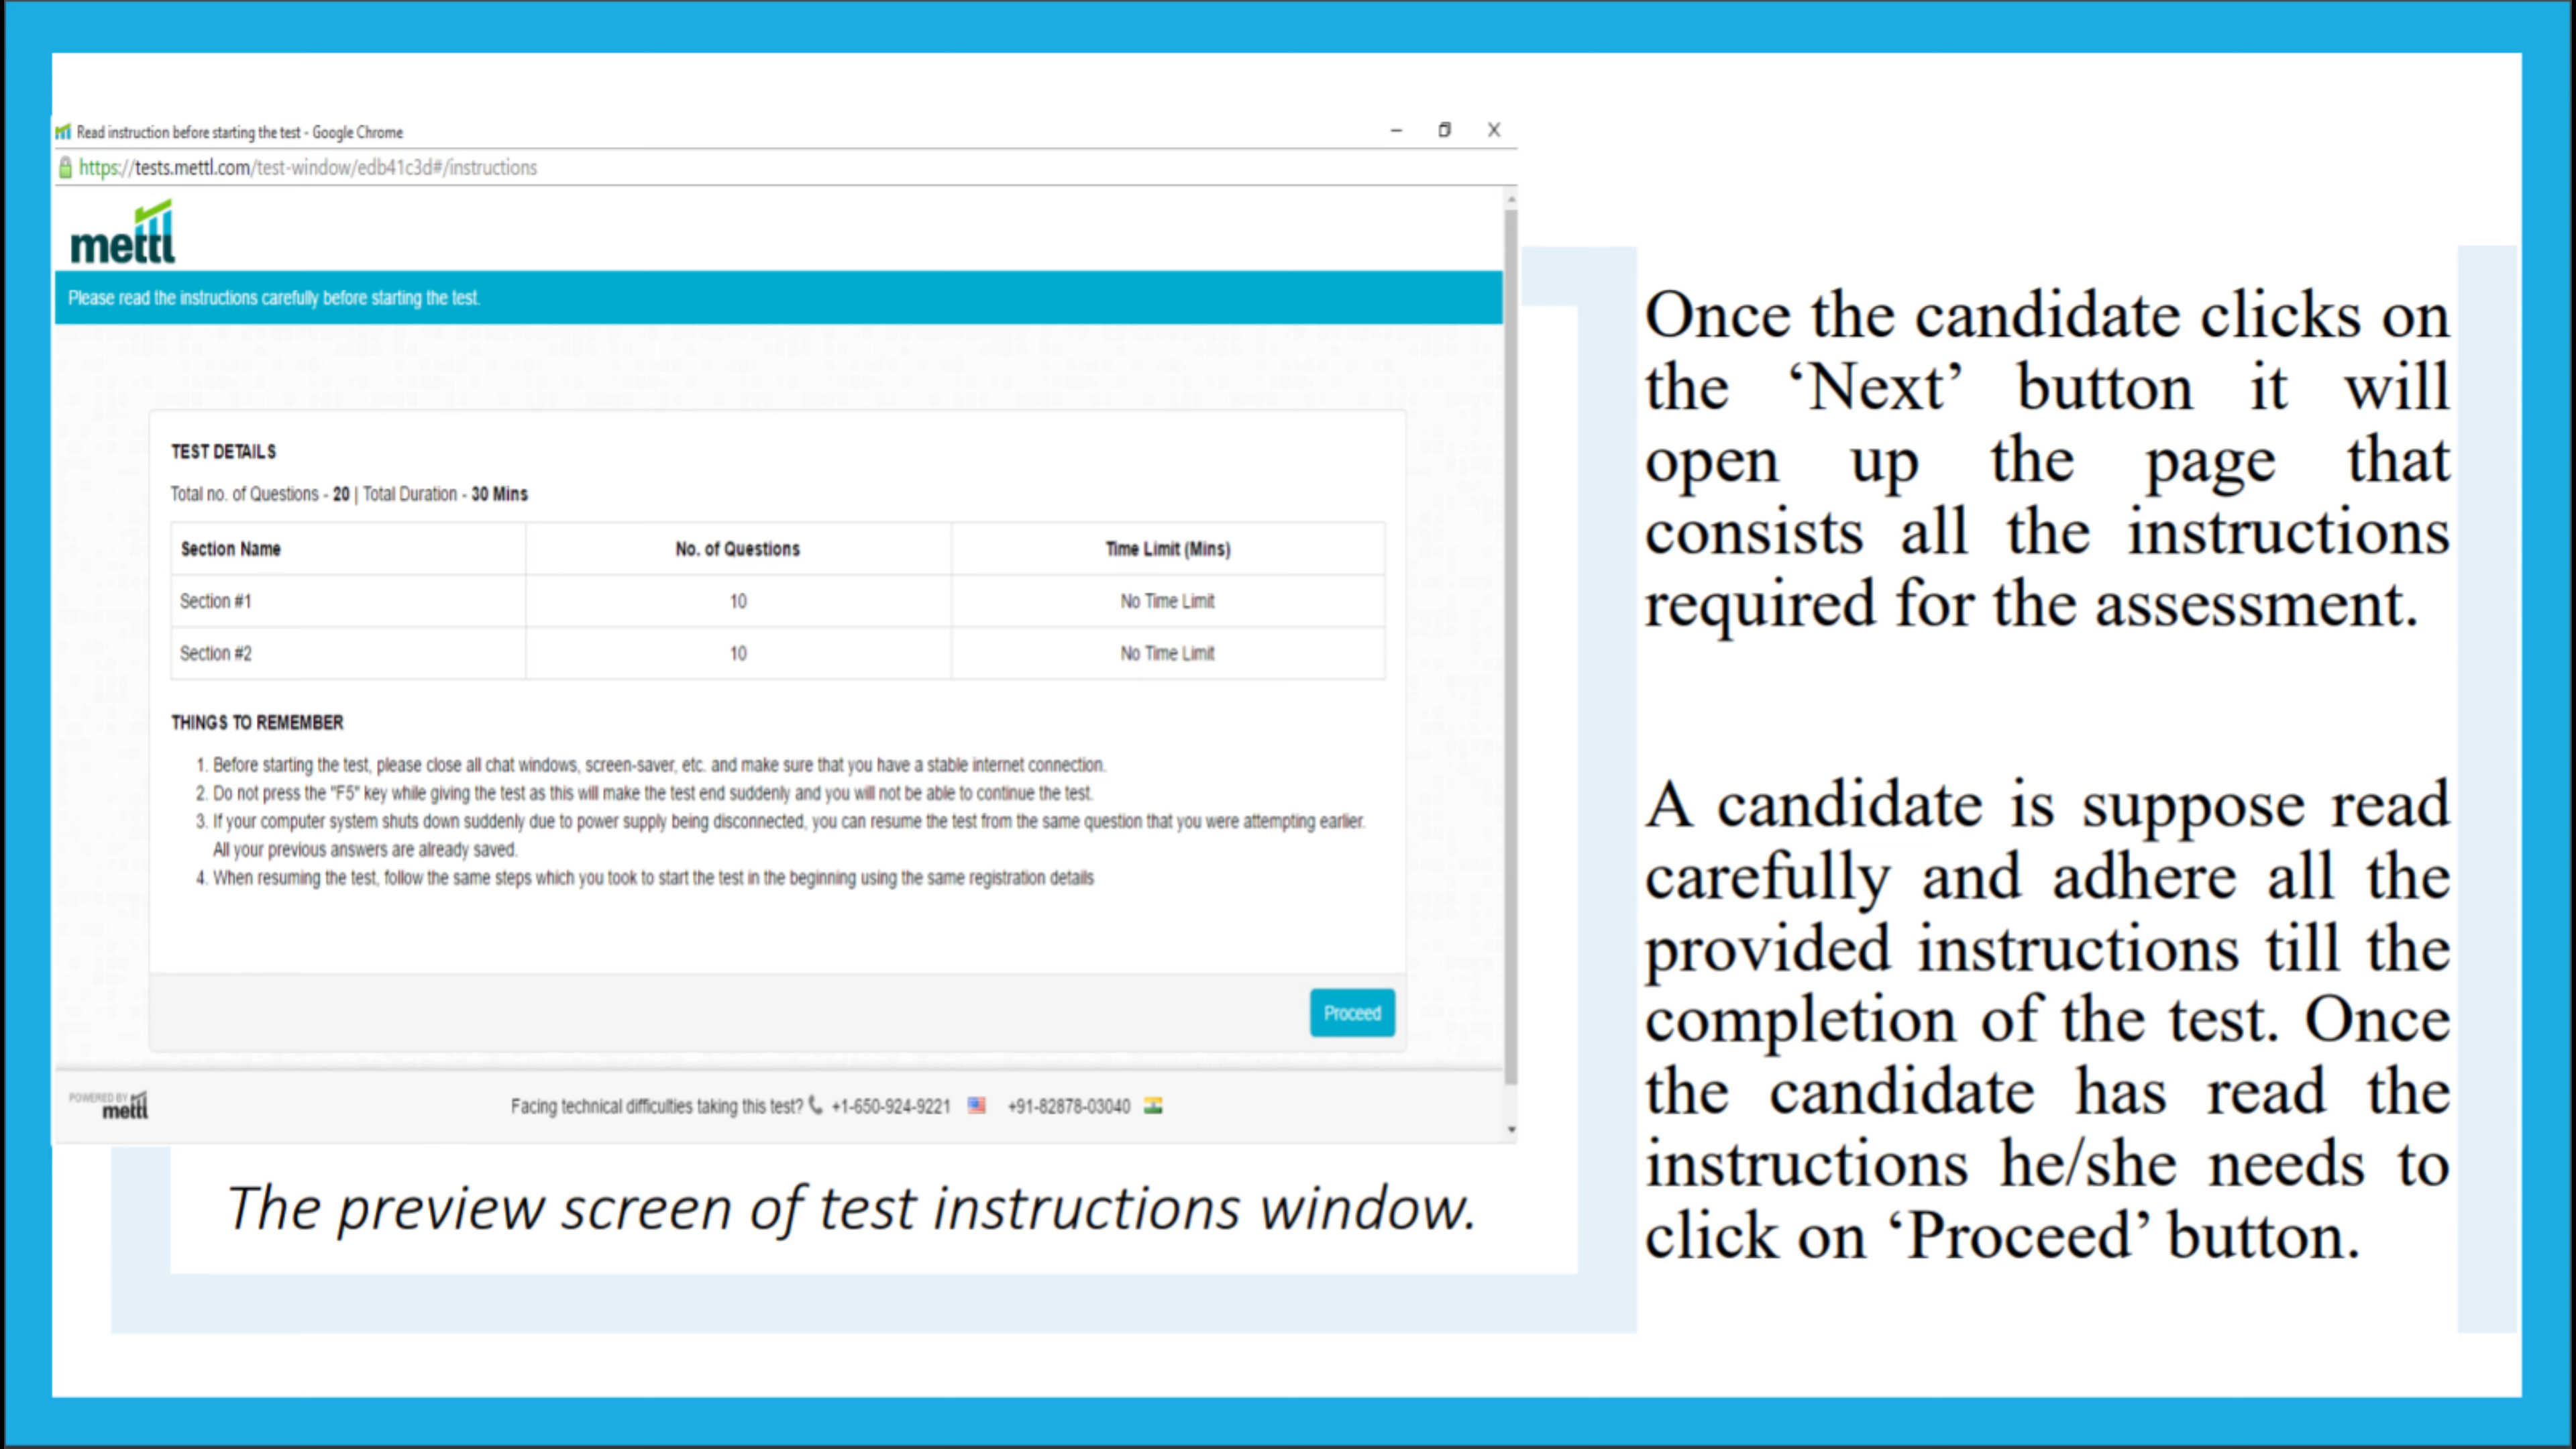 Read instruction before starting the test - Google Chrome
https://tests.mettl.com/test-window/edb41c3d#/instructions
mettl
Please read the instructions carefully before starting the test.
TEST DETAILS
Total no. of Questions - 20 | Total Duration - 30 Mins
Section Name No. of Questions Time Limit (Mins)
Section #1 10 No Time Limit
Section #2 10 No Time Limit
THINGS TO REMEMBER
1. Before starting the test, please close all chat windows, screen-saver, etc. and make sure that you have a stable internet connection.
2. Do not press the "F5" key while giving the test as this will make the test end suddenly and you will not be able to continue the test.
3. If your computer system shuts down suddenly due to power supply being disconnected, you can resume the test from the same question that you were attempting earlier.
All your previous answers are already saved.
4. When resuming the test, follow the same steps which you took to start the test in the beginning using the same registration details
Proceed
POWERED BY
mettl
Facing technical difficulties taking this test? +1-650-924-9221 +91-82878-03040
The preview screen of test instructions window.
Once the candidate clicks on
the ‘Next’ button it will
open up the page that
consists all the instructions
required for the assessment.
A candidate is suppose read
carefully and adhere all the
provided instructions till the
completion of the test. Once
the candidate has read the
instructions he/she needs to
click on ‘Proceed’ button.